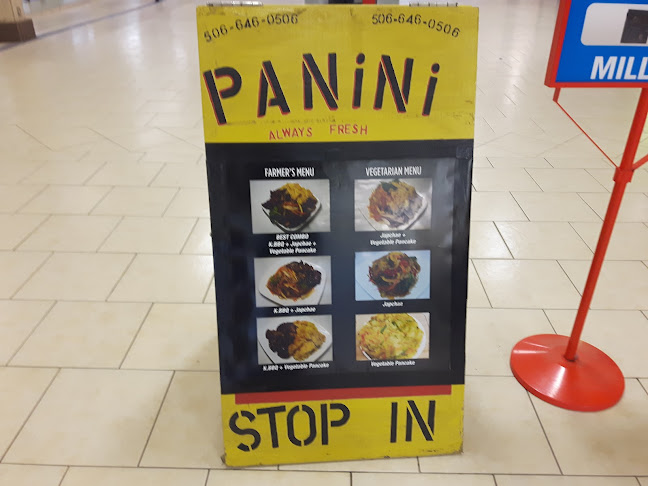 506-646-0506 506-646-0506
PANiNi
ALWAYS FRESH
FARMER'S MENU
BEST COMBO
K.BBQ + Japchae +
Vegetable Pancake
K.BBQ + Japchae
K.BBQ + Vegetable Pancake
VEGETARIAN MENU
Japchae +
Vegetable Pancake
Japchae
Vegetable Pancake
STOP IN
MILL